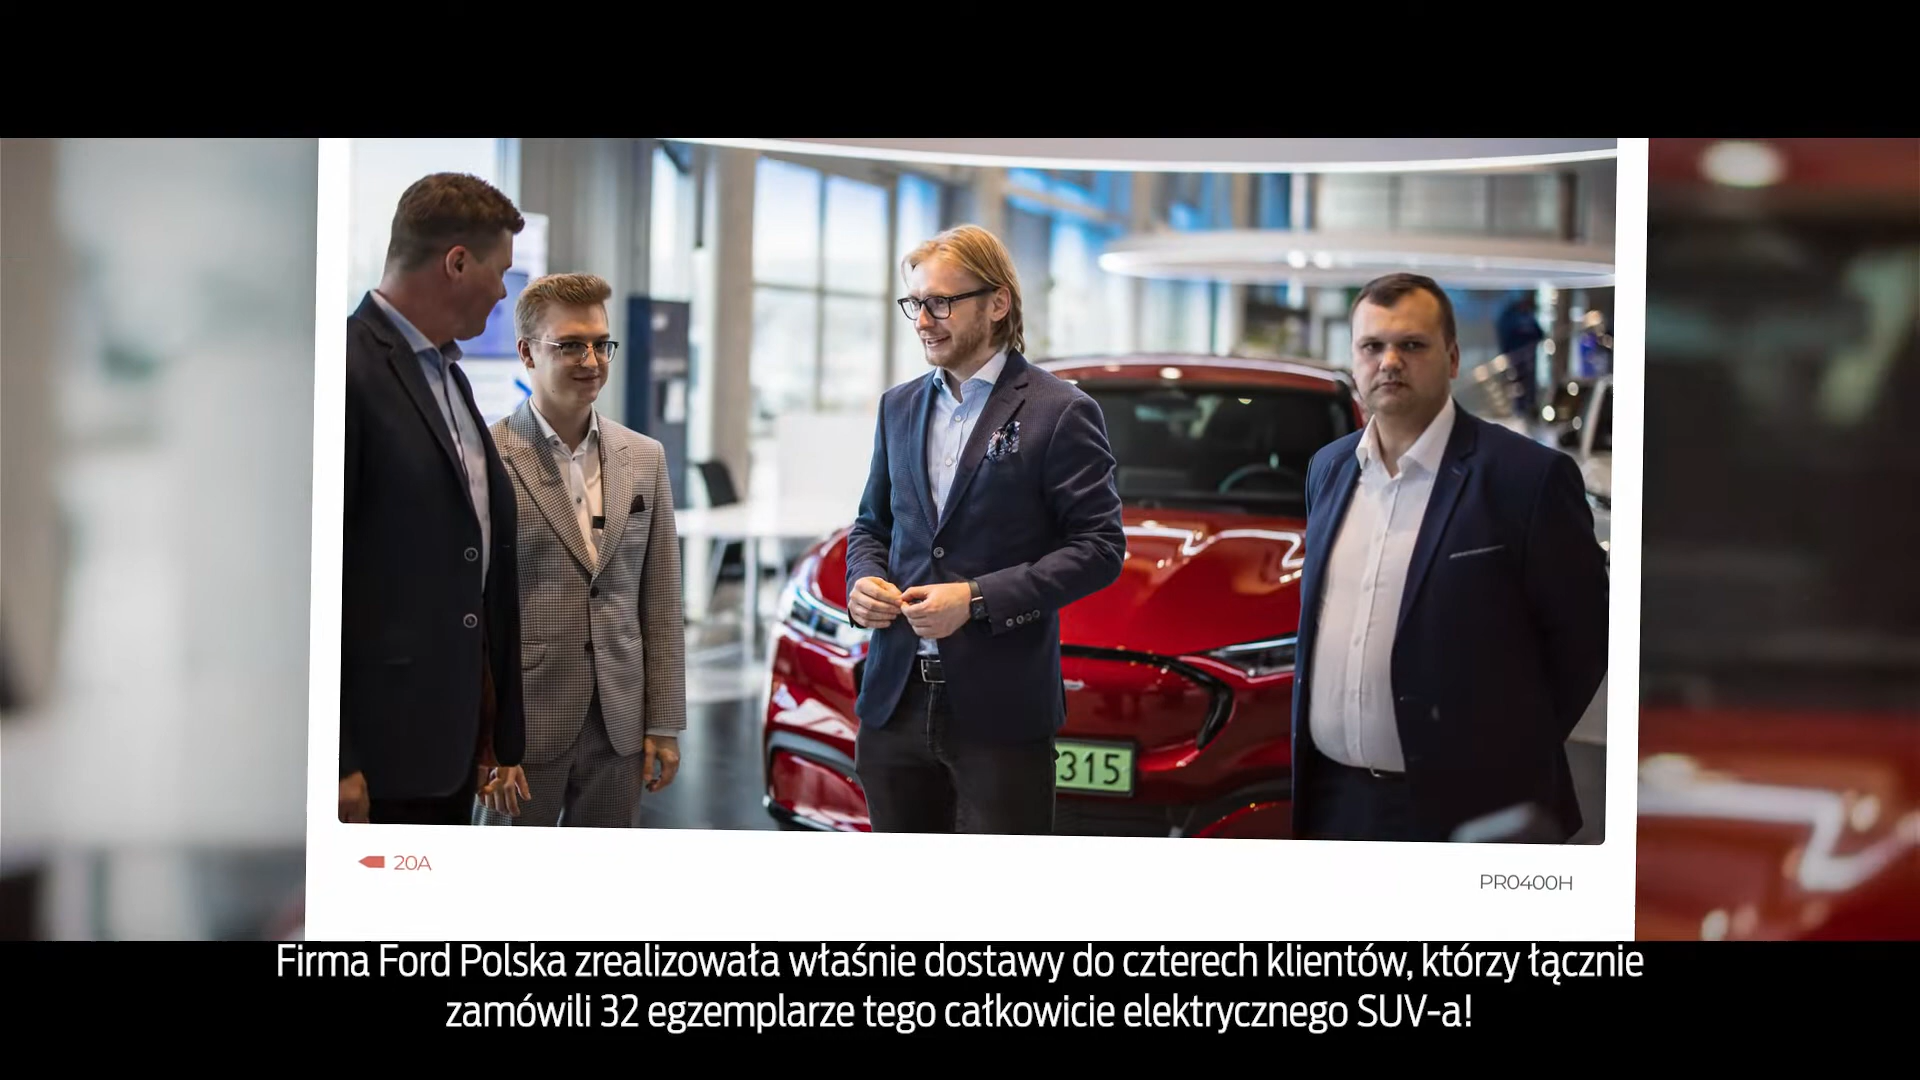 315
20A
PRO400H
Firma Ford Polska zrealizowała właśnie dostawy do czterech klientów, którzy łącznie
zamówili 32 egzemplarze tego całkowicie elektrycznego SUV-a!